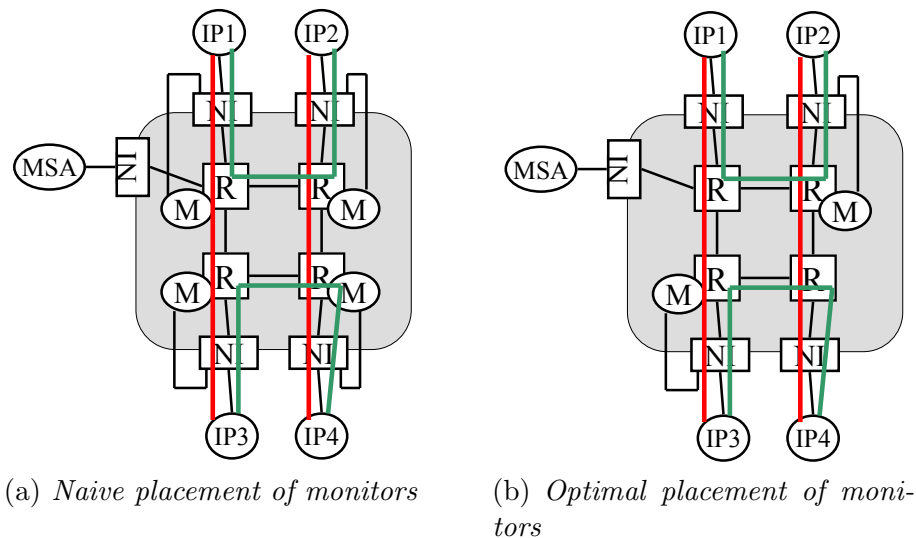 IP1 IP2 IP1 IP2
NI NI NI NI
MSA NI MSA NI
R R R R
M M M
R R R R
M M M
NI NI NI NI
IP3 IP4 IP3 IP4
(a) Naive placement of monitors
(b) Optimal placement of moni-
tors